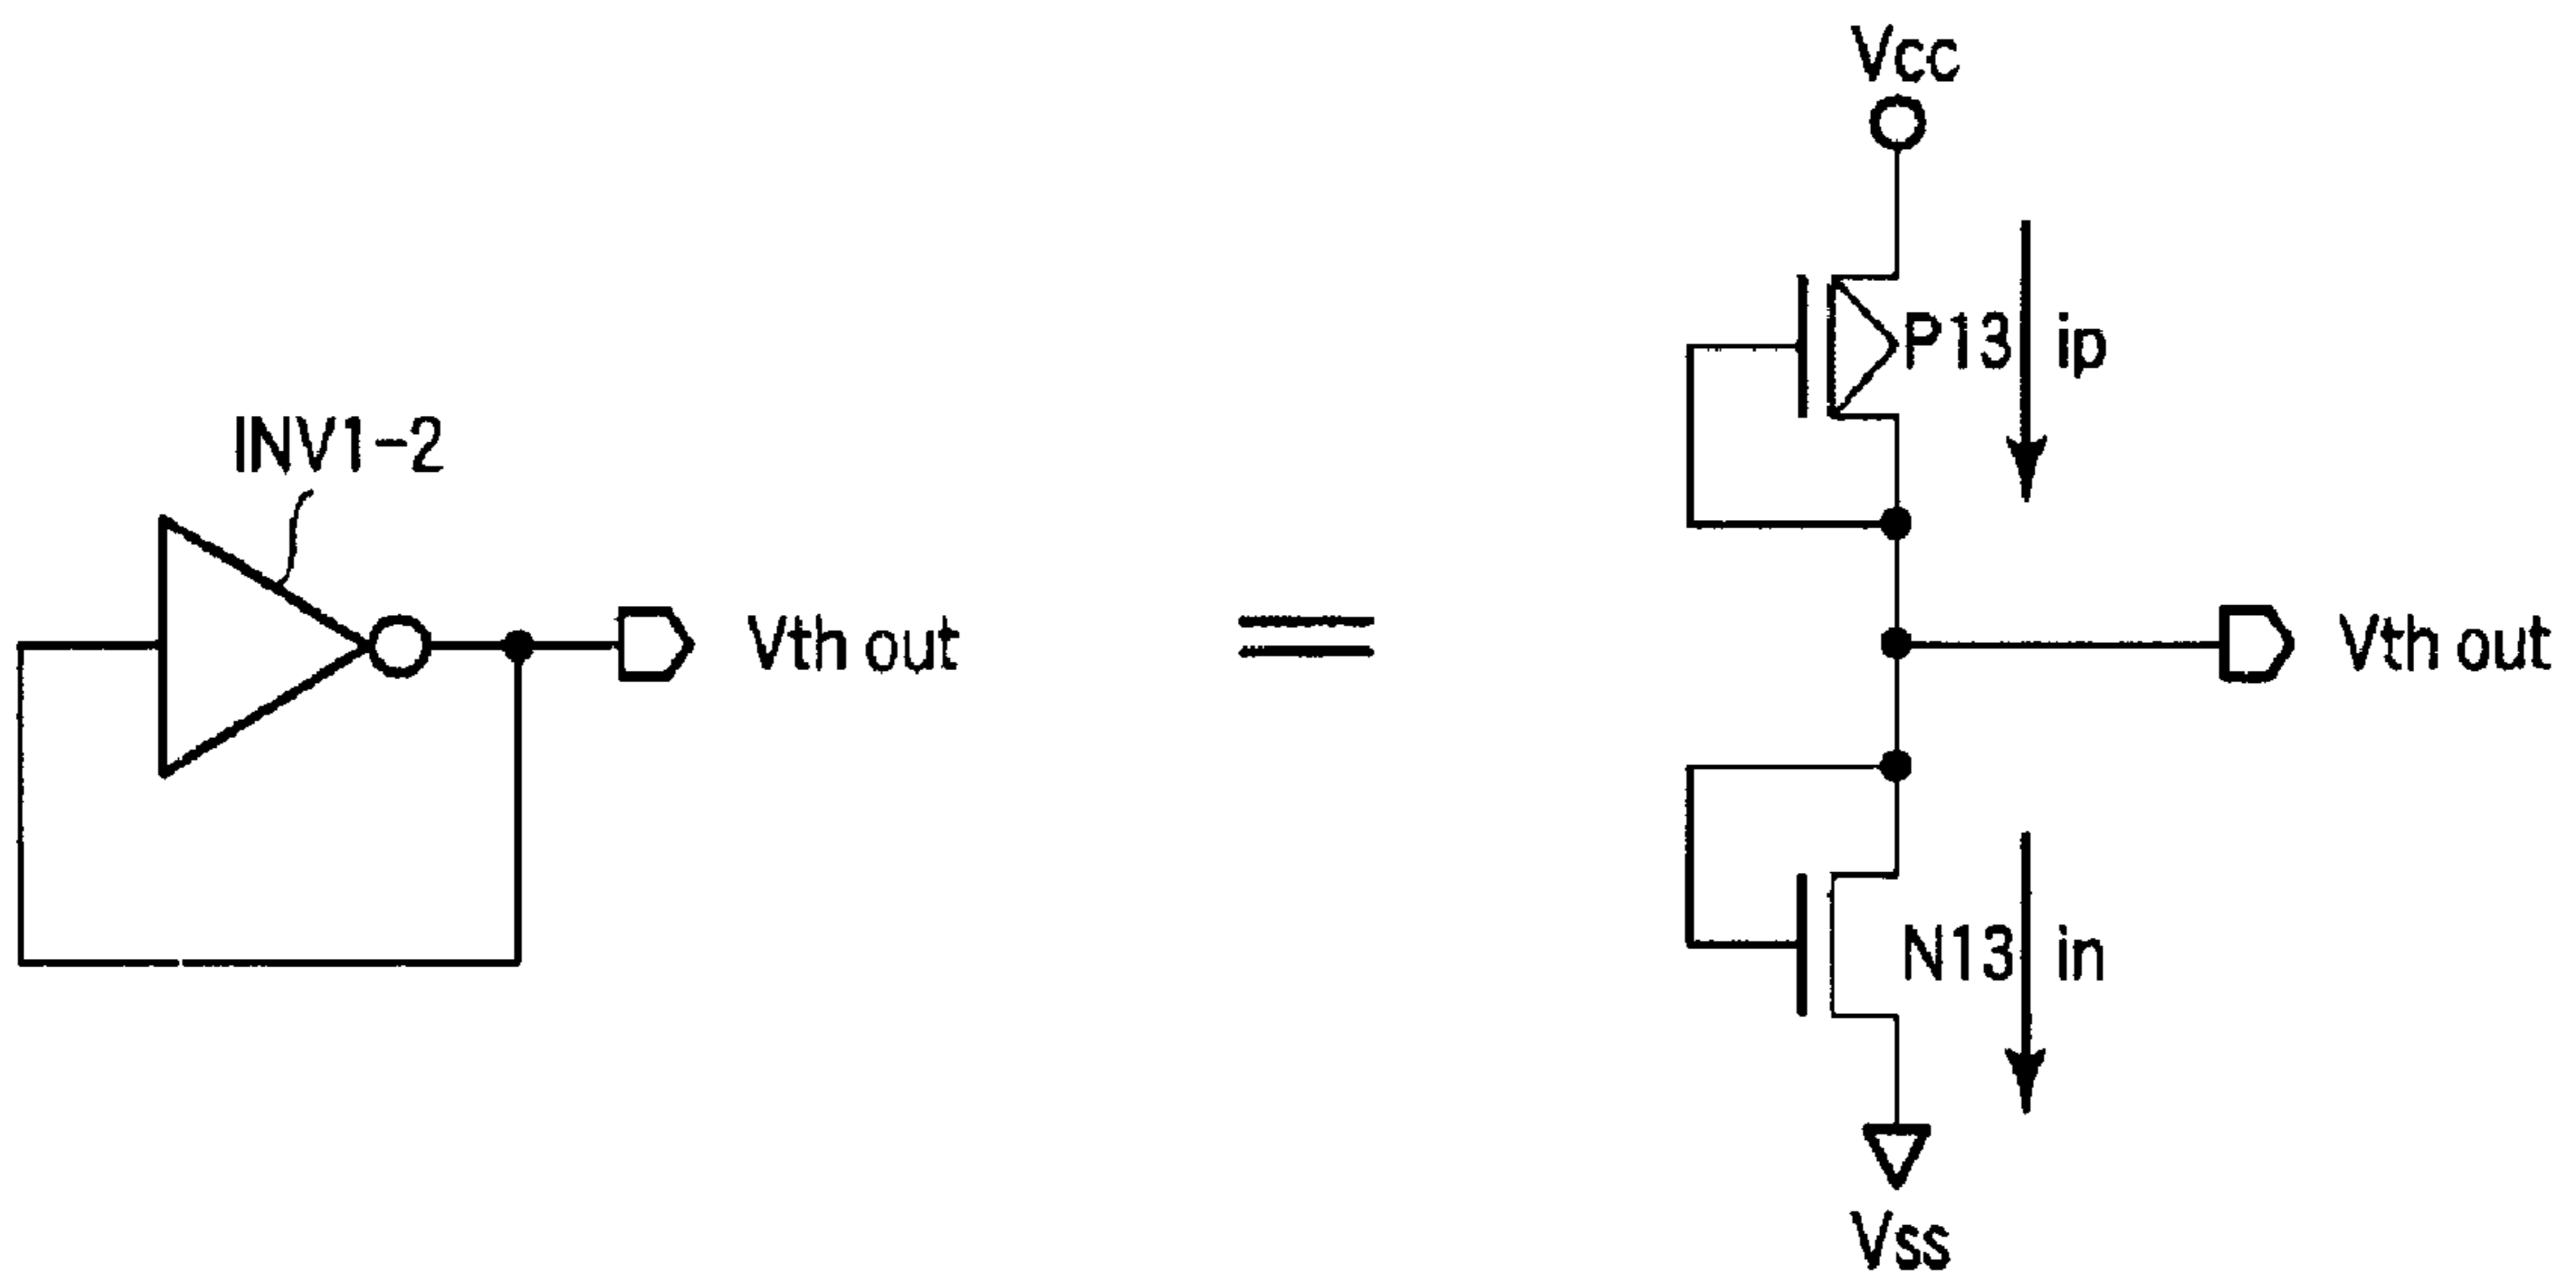 INV1-2
Vth out
Vcc
P13
ip
Vth out
N13
in
Vss